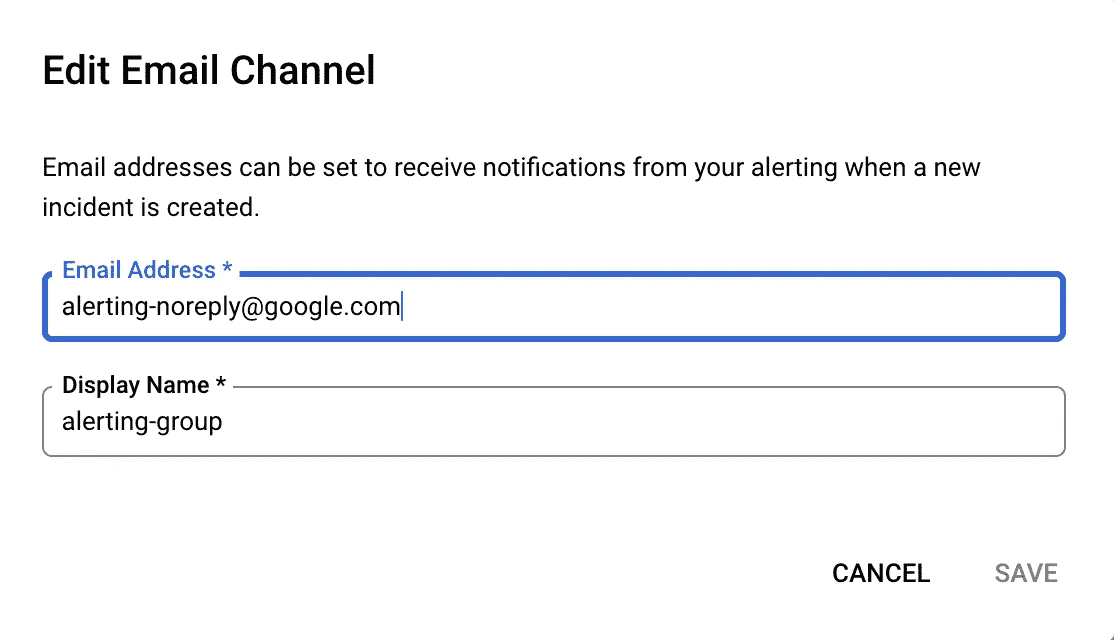 Edit Email Channel
Email addresses can be set to receive notifications from your alerting when a new
incident is created.
Email Address *
alerting-noreply@google.com
Display Name *
alerting-group
CANCEL
SAVE